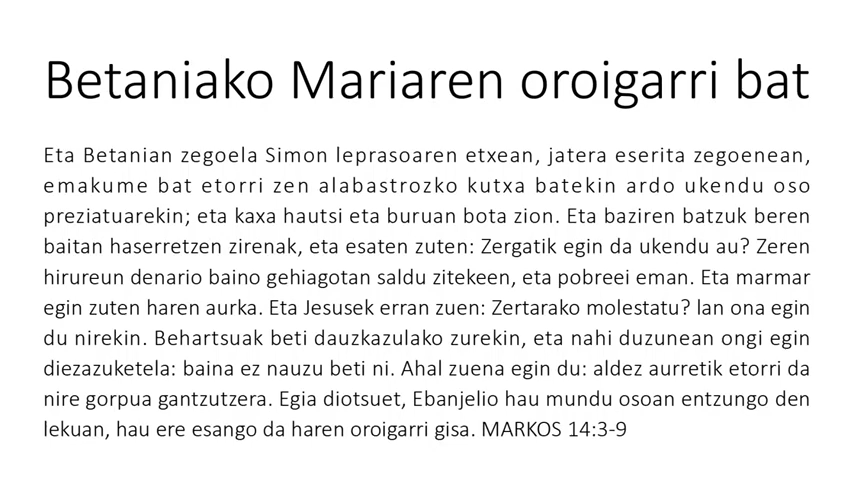 Betaniako Mariaren oroigarri bat
Eta Betanian zegoela Simon leprasoaren etxean, jatera eserita zegoenean,
emakume bat etorri zen alabastrozko kutxa batekin ardo ukendu oso
preziatuarekin; eta kaxa hautsi eta buruan bota zion. Eta baziren batzuk beren
baitan haserretzen zirenak, eta esaten zuten: Zergatik egin da ukendu au? Zeren
hirureun denario baino gehiagotan saldu zitekeen, eta pobreei eman. Eta marmar
egin zuten haren aurka. Eta Jesusek erran zuen: Zertarako molestatu? lan ona egin
du nirekin. Behartsuak beti dauzkazulako zurekin, eta nahi duzunean ongi egin
diezazuketela: baina ez nauzu beti ni. Ahal zuena egin du: aldez aurretik etorri da
nire gorpua gantzutzera. Egia diotsuet, Ebanjelio hau mundu osoan entzungo den
lekuan, hau ere esango da haren oroigarri gisa. MARKOS 14:3-9